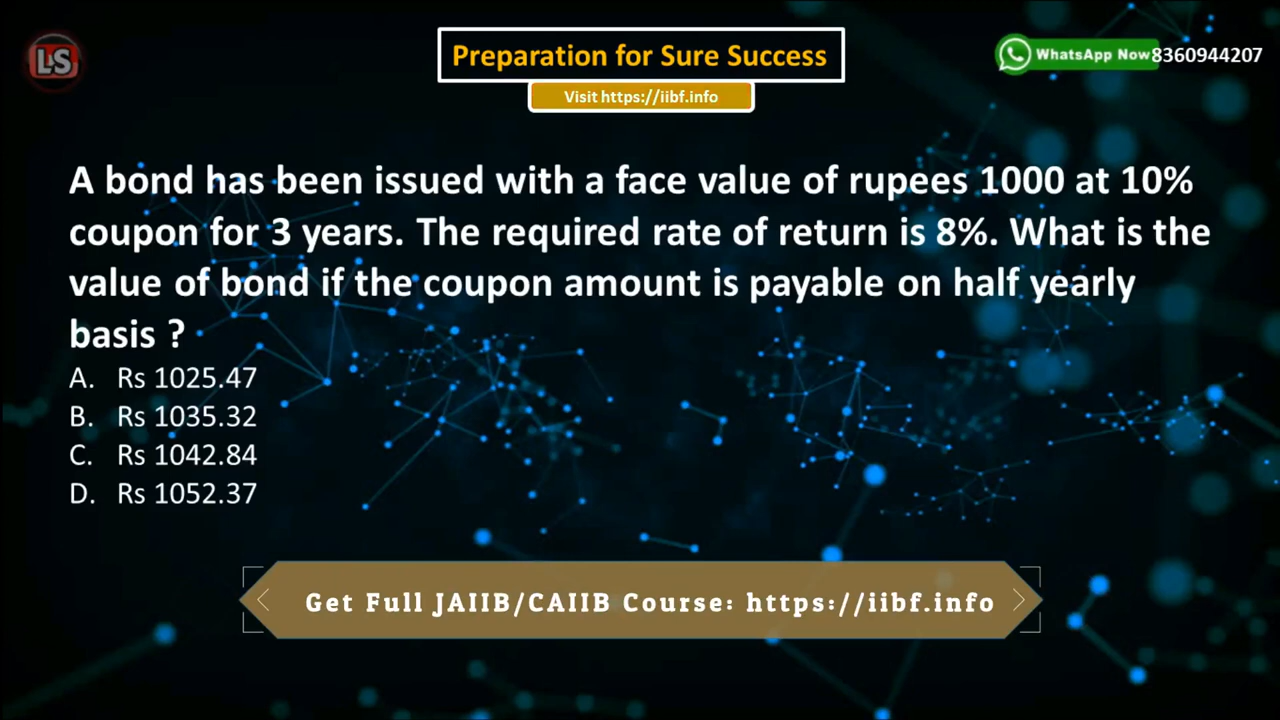 LS
Preparation for Sure Success
WhatsApp Now 8360944207
Visit https://iibf.info
A bond has been issued with a face value of rupees 1000 at 10%
coupon for 3 years. The required rate of return is 8%. What is the
value of bond if the coupon amount is payable on half yearly
basis ?
A. Rs 1025.47
B. Rs 1035.32
C. Rs 1042.84
D. Rs 1052.37
Get Full JAIIB/CAIIB Course: https://iibf.info